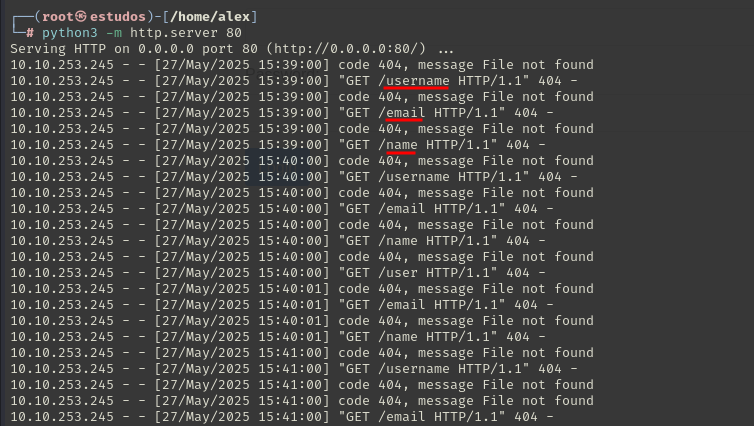 ┌──(root㉿estudos)-[/home/alex]
└─# python3 -m http.server 80
Serving HTTP on 0.0.0.0 port 80 (http://0.0.0.0:80/) ...
10.10.253.245 - - [27/May/2025 15:39:00] code 404, message File not found
10.10.253.245 - - [27/May/2025 15:39:00] "GET /username HTTP/1.1" 404 -
10.10.253.245 - - [27/May/2025 15:39:00] code 404, message File not found
10.10.253.245 - - [27/May/2025 15:39:00] "GET /email HTTP/1.1" 404 -
10.10.253.245 - - [27/May/2025 15:39:00] code 404, message File not found
10.10.253.245 - - [27/May/2025 15:39:00] "GET /name HTTP/1.1" 404 -
10.10.253.245 - - [27/May/2025 15:40:00] code 404, message File not found
10.10.253.245 - - [27/May/2025 15:40:00] "GET /username HTTP/1.1" 404 -
10.10.253.245 - - [27/May/2025 15:40:00] code 404, message File not found
10.10.253.245 - - [27/May/2025 15:40:00] "GET /email HTTP/1.1" 404 -
10.10.253.245 - - [27/May/2025 15:40:00] code 404, message File not found
10.10.253.245 - - [27/May/2025 15:40:00] "GET /name HTTP/1.1" 404 -
10.10.253.245 - - [27/May/2025 15:40:00] code 404, message File not found
10.10.253.245 - - [27/May/2025 15:40:00] "GET /user HTTP/1.1" 404 -
10.10.253.245 - - [27/May/2025 15:40:01] code 404, message File not found
10.10.253.245 - - [27/May/2025 15:40:01] "GET /email HTTP/1.1" 404 -
10.10.253.245 - - [27/May/2025 15:40:01] code 404, message File not found
10.10.253.245 - - [27/May/2025 15:40:01] "GET /name HTTP/1.1" 404 -
10.10.253.245 - - [27/May/2025 15:41:00] code 404, message File not found
10.10.253.245 - - [27/May/2025 15:41:00] "GET /username HTTP/1.1" 404 -
10.10.253.245 - - [27/May/2025 15:41:00] code 404, message File not found
10.10.253.245 - - [27/May/2025 15:41:00] "GET /email HTTP/1.1" 404 -